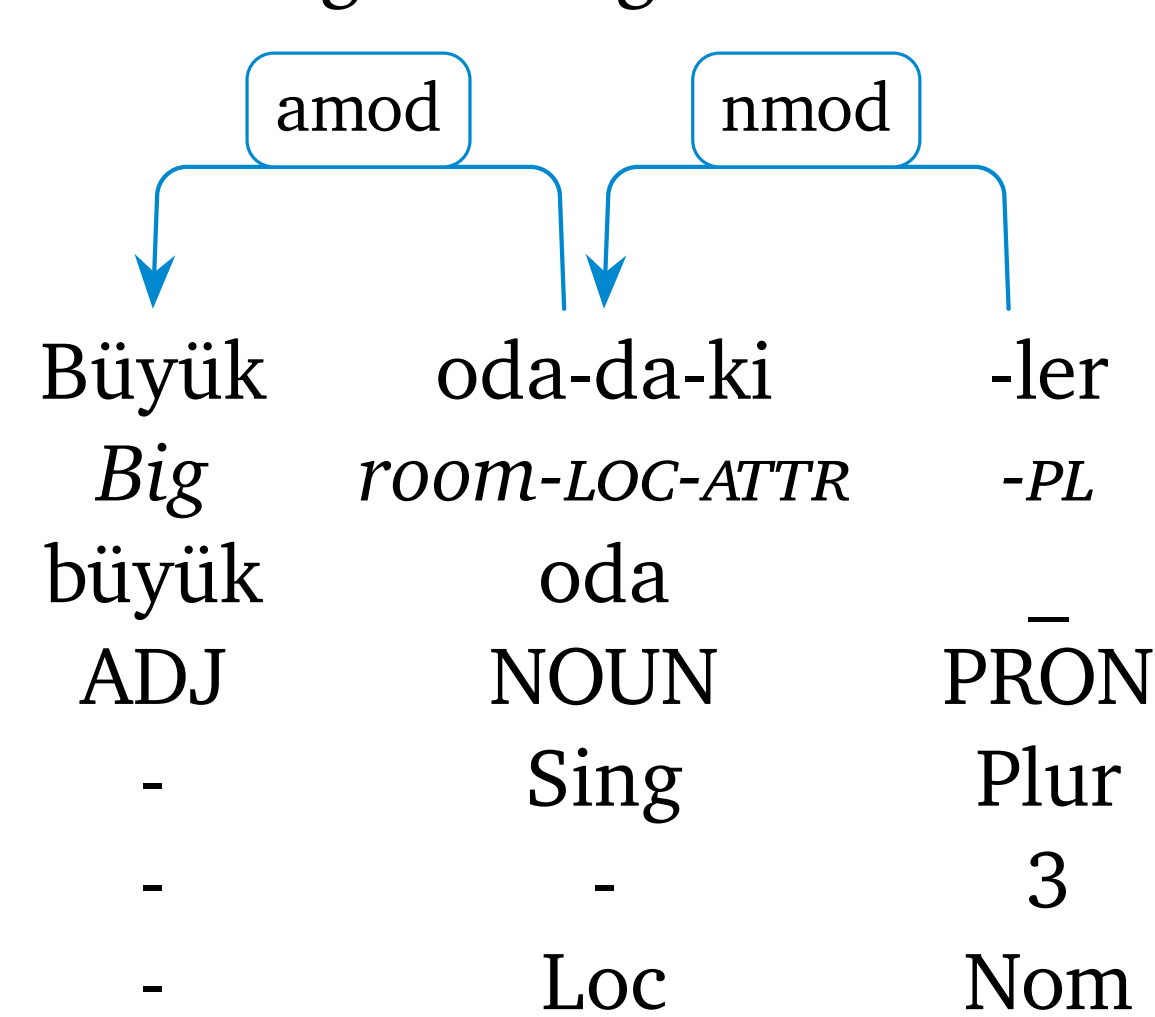 amod nmod
Büyük oda-da-ki -ler
Big room-LOC-ATTR -PL
büyük oda _
ADJ NOUN PRON
- Sing Plur
- - 3
- Loc Nom